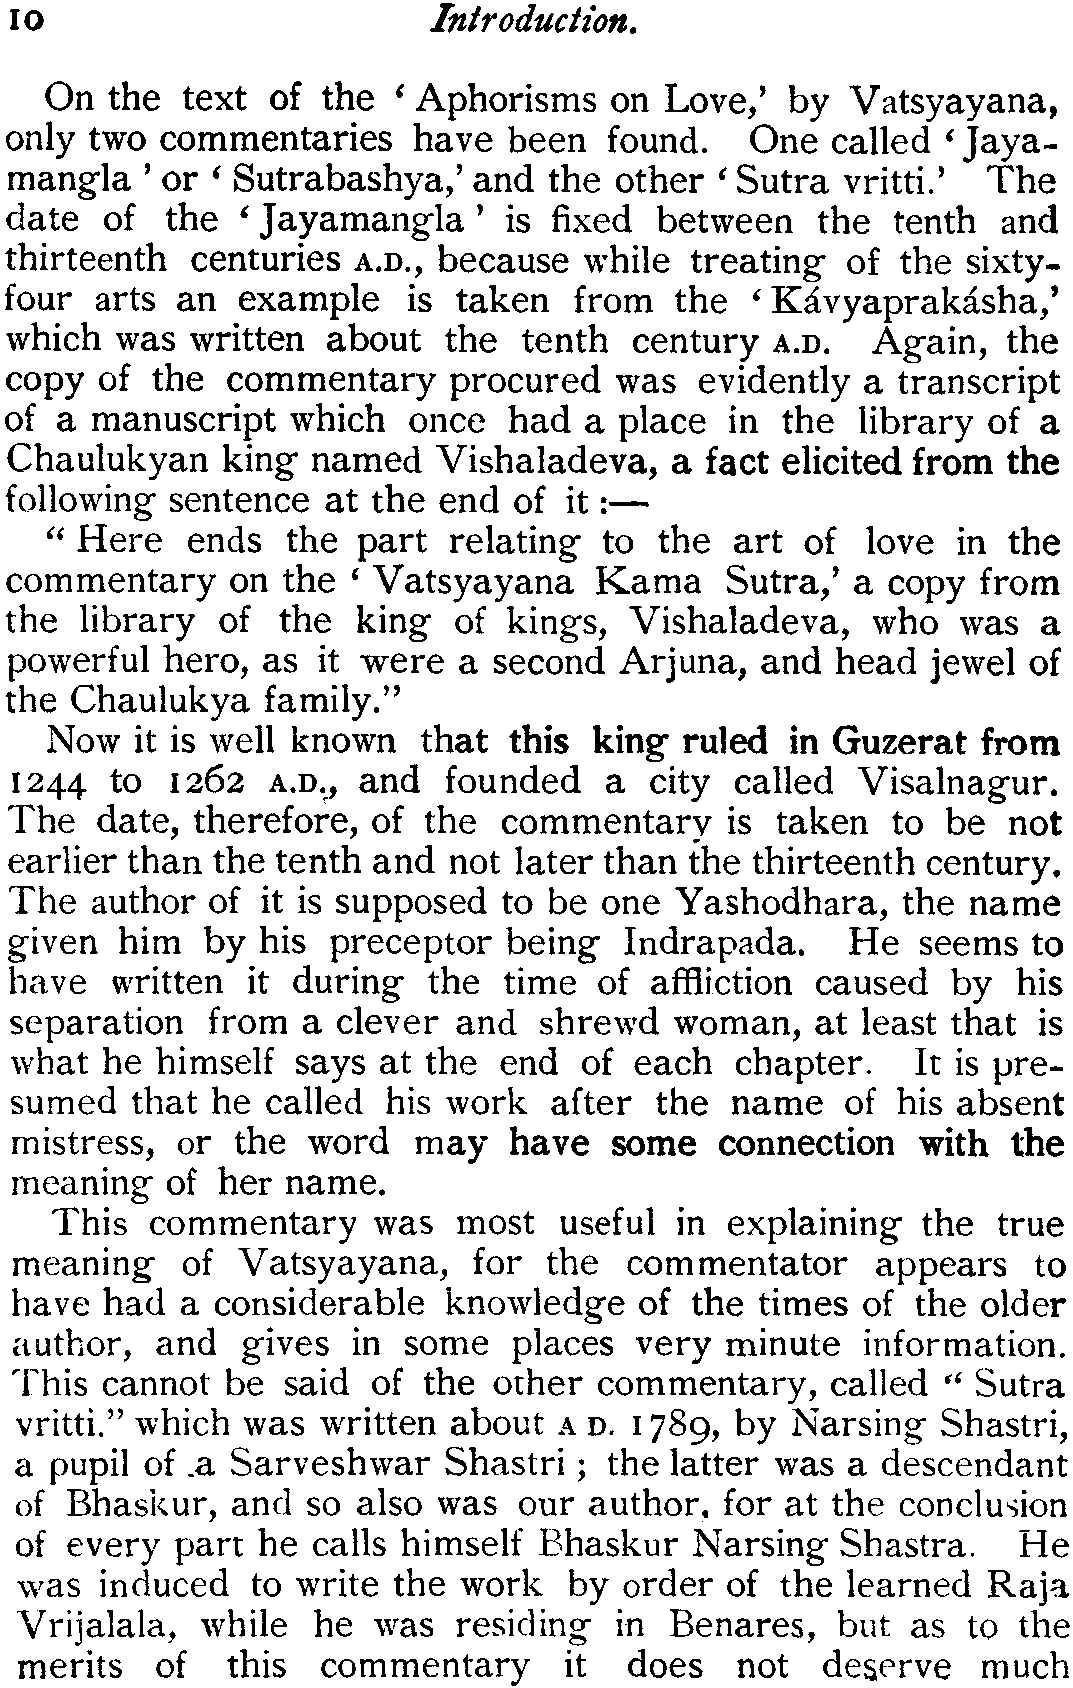 10 Introduction.
On the text of the ‘ Aphorisms on Love,’ by Vatsyayana,
only two commentaries have been found. One called ‘ Jaya-
mangla ’ or ‘ Sutrabashya,’ and the other ‘ Sutra vritti.’ The
date of the ‘ Jayamangla ’ is fixed between the tenth and
thirteenth centuries A.D., because while treating of the sixty-
four arts an example is taken from the ‘ Kávyaprakásha,’
which was written about the tenth century A.D. Again, the
copy of the commentary procured was evidently a transcript
of a manuscript which once had a place in the library of a
Chaulukyan king named Vishaladeva, a fact elicited from the
following sentence at the end of it :—
“ Here ends the part relating to the art of love in the
commentary on the ‘ Vatsyayana Kama Sutra,’ a copy from
the library of the king of kings, Vishaladeva, who was a
powerful hero, as it were a second Arjuna, and head jewel of
the Chaulukya family.”
Now it is well known that this king ruled in Guzerat from
1244 to 1262 A.D., and founded a city called Visalnagur.
The date, therefore, of the commentary is taken to be not
earlier than the tenth and not later than the thirteenth century.
The author of it is supposed to be one Yashodhara, the name
given him by his preceptor being Indrapada. He seems to
have written it during the time of affliction caused by his
separation from a clever and shrewd woman, at least that is
what he himself says at the end of each chapter. It is pre-
sumed that he called his work after the name of his absent
mistress, or the word may have some connection with the
meaning of her name.
This commentary was most useful in explaining the true
meaning of Vatsyayana, for the commentator appears to
have had a considerable knowledge of the times of the older
author, and gives in some places very minute information.
This cannot be said of the other commentary, called “ Sutra
vritti.” which was written about A D. 1789, by Narsing Shastri,
a pupil of .a Sarveshwar Shastri ; the latter was a descendant
of Bhaskur, and so also was our author, for at the conclusion
of every part he calls himself Bhaskur Narsing Shastra. He
was induced to write the work by order of the learned Raja
Vrijalala, while he was residing in Benares, but as to the
merits of this commentary it does not deserve much